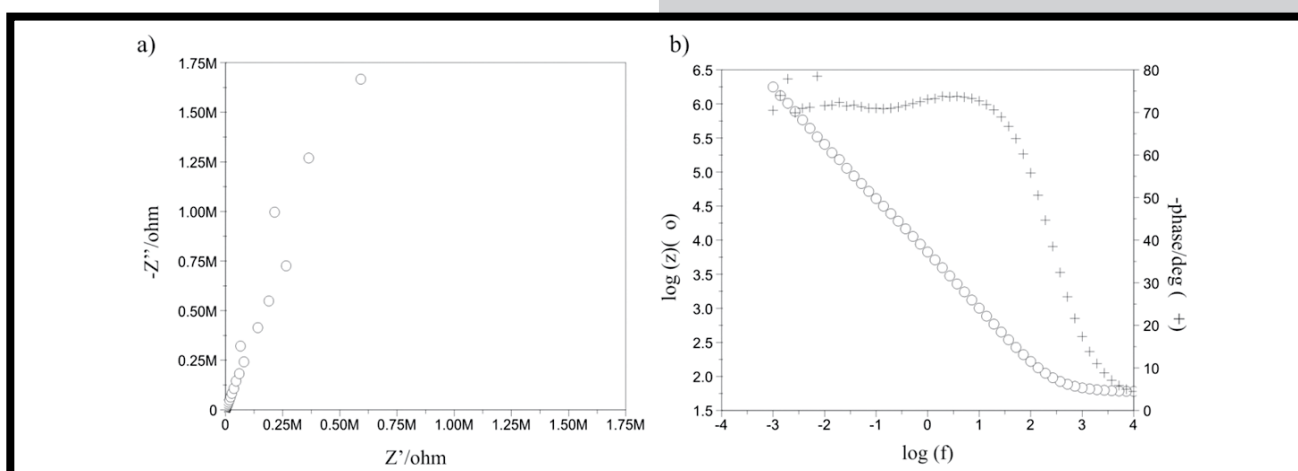 a)
1.75M
1.50M
1.25M
1.00M
0.75M
0.50M
0.25M
0
-Z’’/ohm
0
0.25M
0.50M
0.75M
1.00M
1.25M
1.50M
1.75M
Z’/ohm
b)
6.5
6.0
5.5
5.0
4.5
4.0
3.5
3.0
2.5
2.0
1.5
log (z)( o)
80
70
60
50
40
30
20
10
0
-phase/deg ( +)
-4
-3
-2
-1
0
1
2
3
4
log (f)